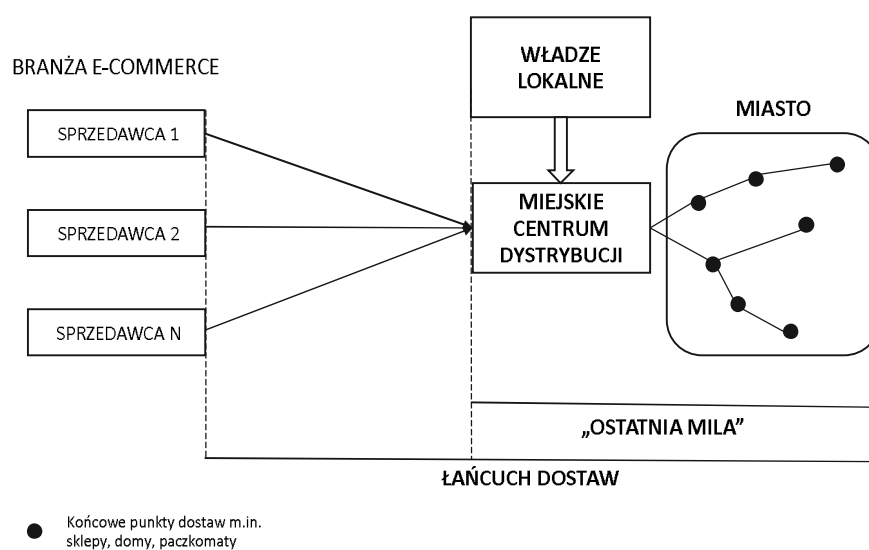 BRANŻA E-COMMERCE
SPRZEDAWCA 1
SPRZEDAWCA 2
SPRZEDAWCA N
WŁADZE
LOKALNE
MIEJSKIE
CENTRUM
DYSTRYBUCJI
MIASTO
„OSTATNIA MILA”
ŁAŃCUCH DOSTAW
Końcowe punkty dostaw m.in.
sklepy, domy, paczkomaty